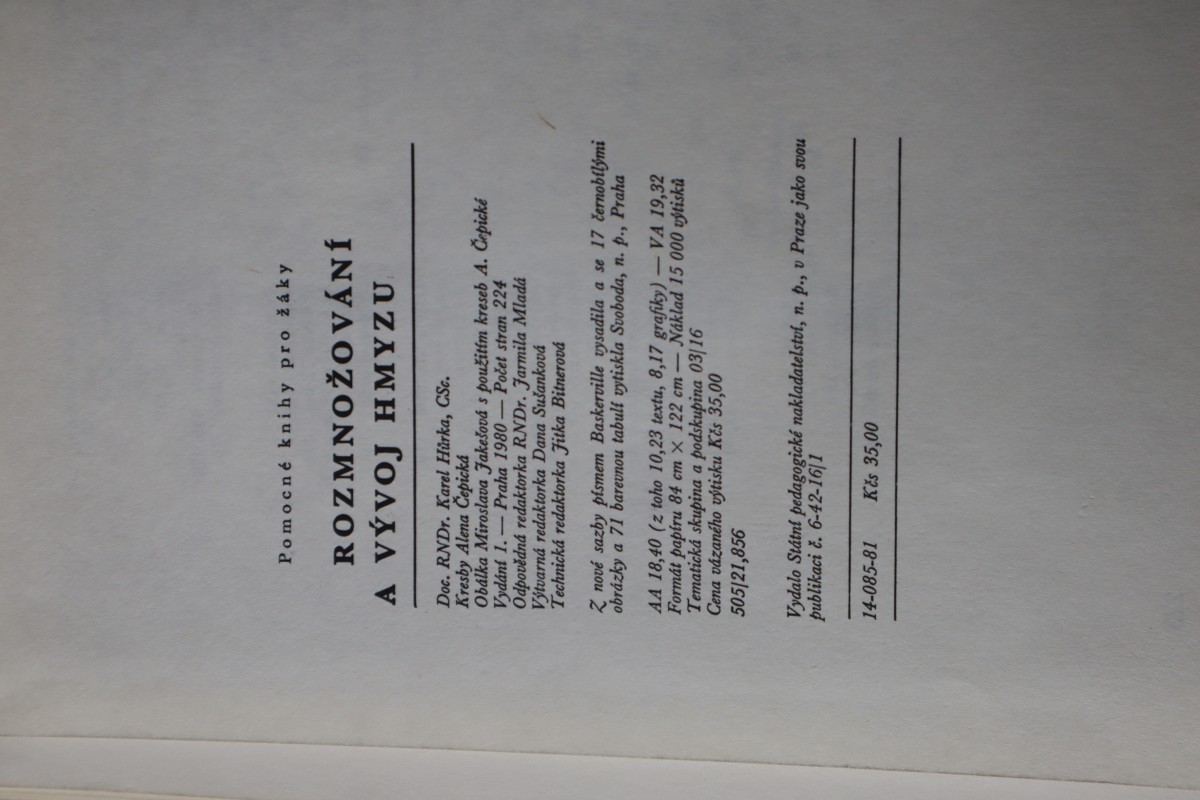 Pomocné knihy pro žáky
ROZMNOŽOVÁNÍ
A VÝVOJ HMYZU
Doc. RNDr. Karel Hůrka, CSc.
Kresby Alena Čepická
Obálka Miroslava Jakešová s použitím kreseb A. Čepické
Vydání 1. — Praha 1980 — Počet stran 224
Odpovědná redaktorka RNDr. Jarmila Mladá
Výtvarná redaktorka Dana Sušanková
Technická redaktorka Jitka Bitnerová
Z nové sazby písmem Baskerville vysadila a se 17 černobílými
obrázky a 71 barevnou tabulí vytiskla Svoboda, n. p., Praha
AA 18,40 (z toho 10,23 textu, 8,17 grafiky) — VA 19,32
Formát papíru 84 cm × 122 cm — Náklad 15 000 výtisků
Tematická skupina a podskupina 03/16
Cena vázaného výtisku Kčs 35,00
505/21,856
Vydalo Státní pedagogické nakladatelství, n. p., v Praze jako svou
publikaci č. 6-42-16/1
14-085-81 Kčs 35,00